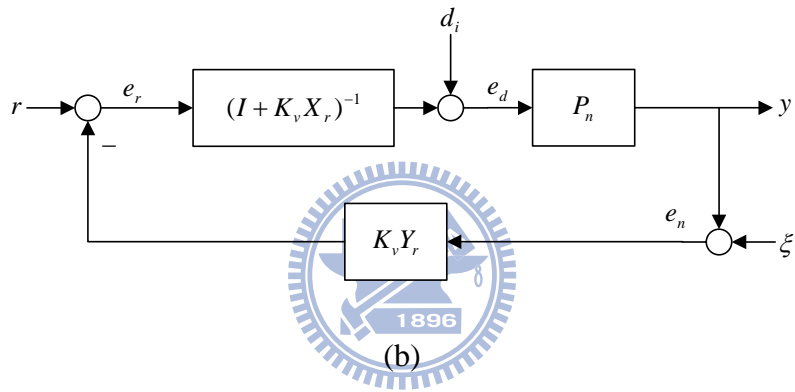 d_i
r
e_r
(I + K_v X_r)^{-1}
e_d
P_n
y
−
K_v Y_r
e_n
ξ
1896
(b)